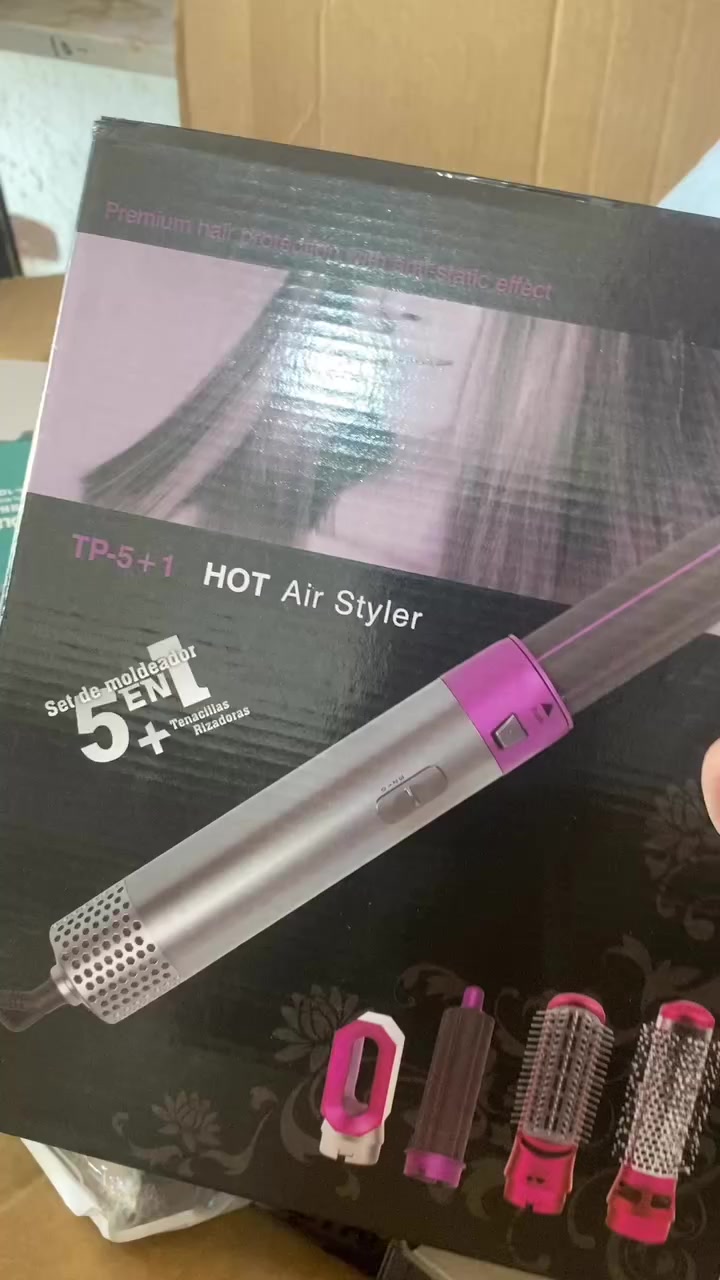 Premium hair protection with anti-static effect
TP-5+1 HOT Air Styler
Set de moldeador
5 EN 1
+ Tenacillas
Rizadoras